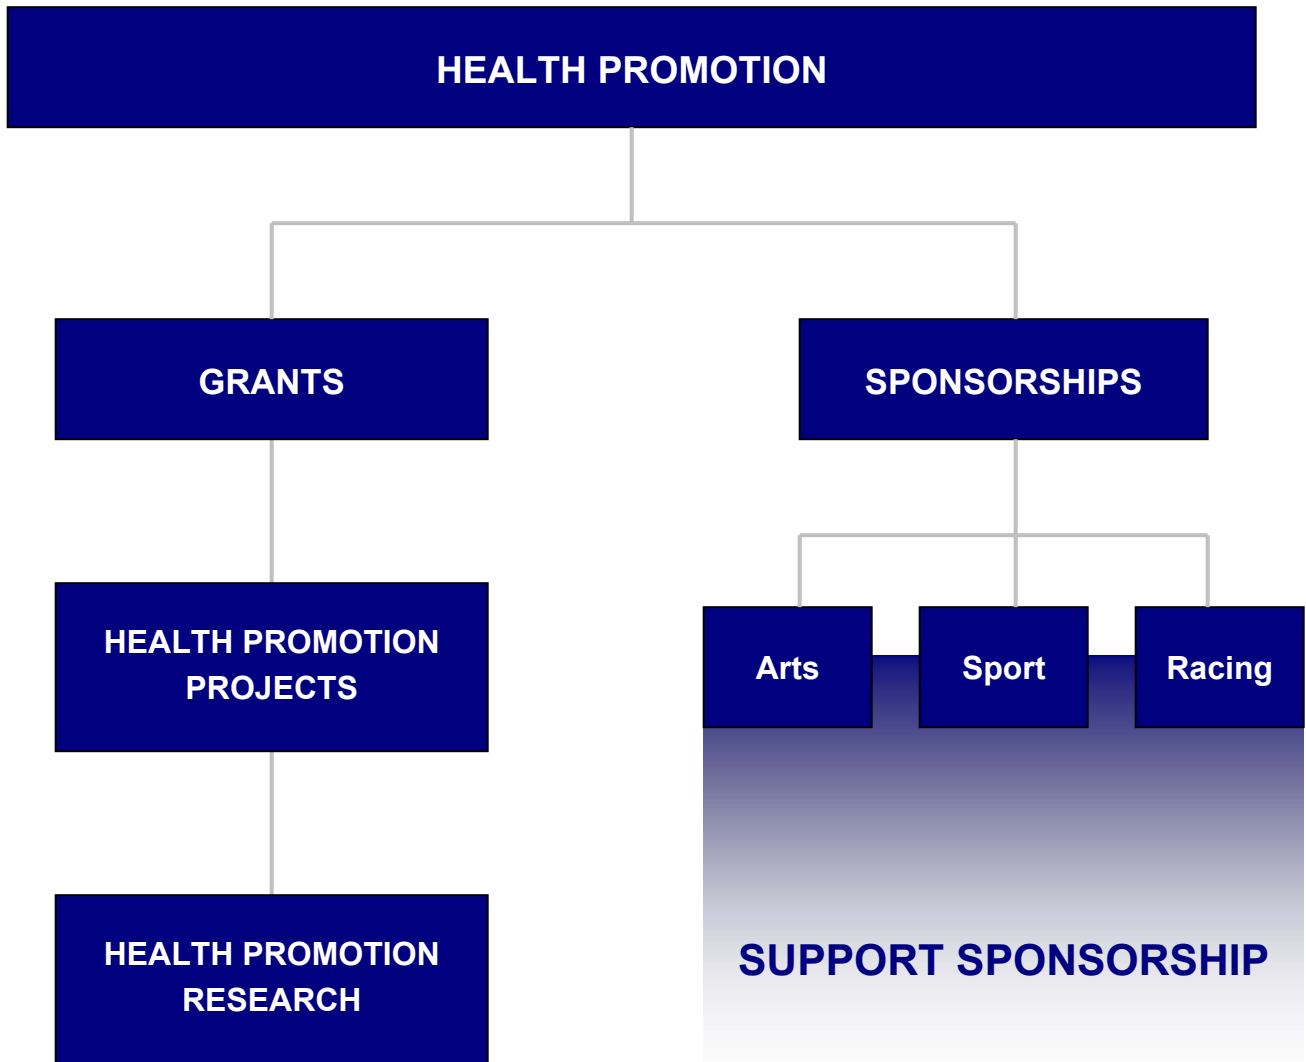 HEALTH PROMOTION
GRANTS
SPONSORSHIPS
HEALTH PROMOTION
PROJECTS
Arts
Sport
Racing
HEALTH PROMOTION
RESEARCH
SUPPORT SPONSORSHIP